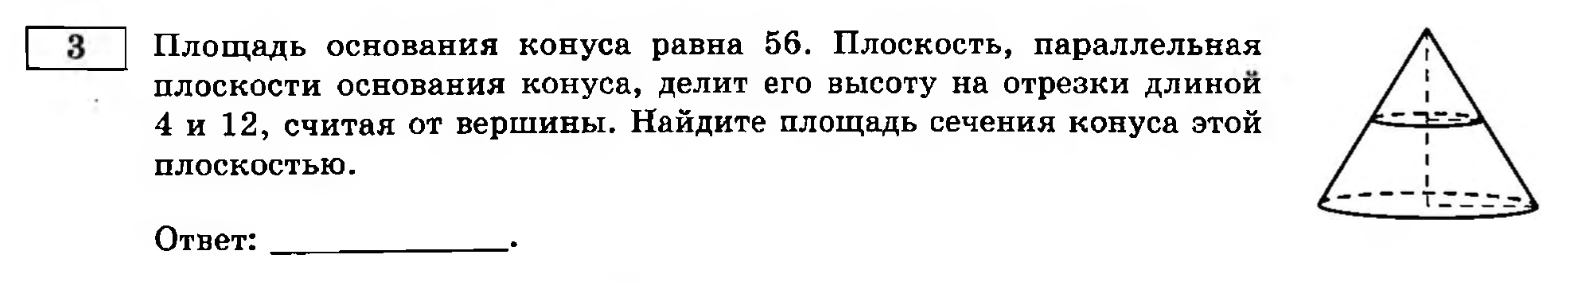 3
Площадь основания конуса равна 56. Плоскость, параллельная
плоскости основания конуса, делит его высоту на отрезки длиной
4 и 12, считая от вершины. Найдите площадь сечения конуса этой
плоскостью.
Ответ: ____________.